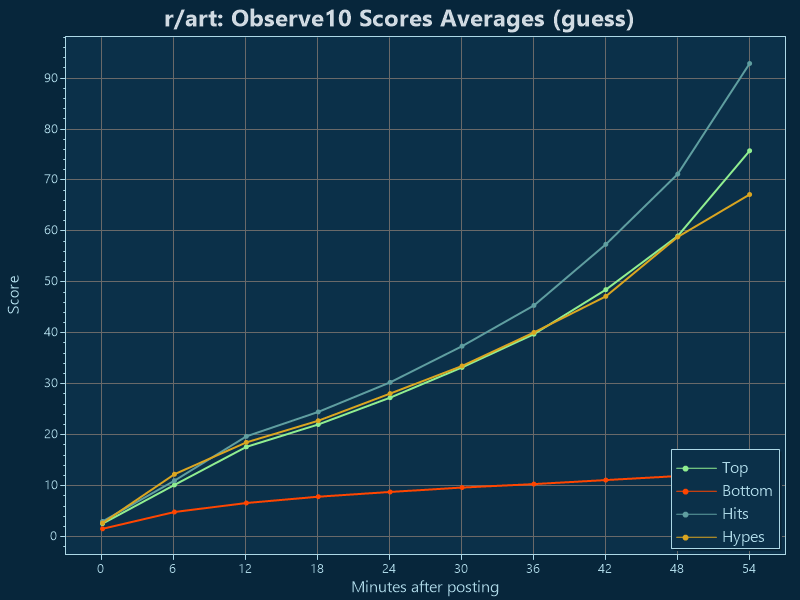 r/art: Observe10 Scores Averages (guess)
90
80
70
60
50
40
30
20
10
0
Score
Top
Bottom
Hits
Hypes
0 6 12 18 24 30 36 42 48 54
Minutes after posting